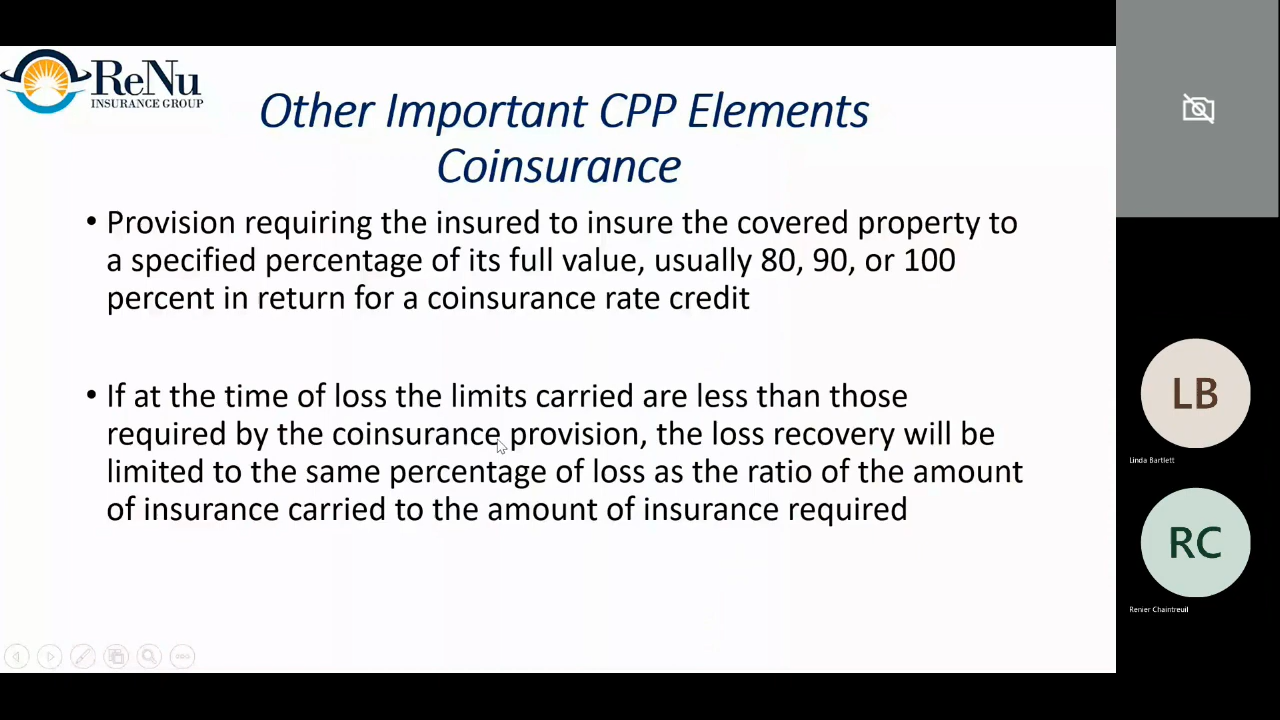 ReNu
INSURANCE GROUP
Other Important CPP Elements
Coinsurance
• Provision requiring the insured to insure the covered property to
a specified percentage of its full value, usually 80, 90, or 100
percent in return for a coinsurance rate credit
• If at the time of loss the limits carried are less than those
required by the coinsurance provision, the loss recovery will be
limited to the same percentage of loss as the ratio of the amount
of insurance carried to the amount of insurance required
LB
Linda Bartlett
RC
Renier Chaintreuil